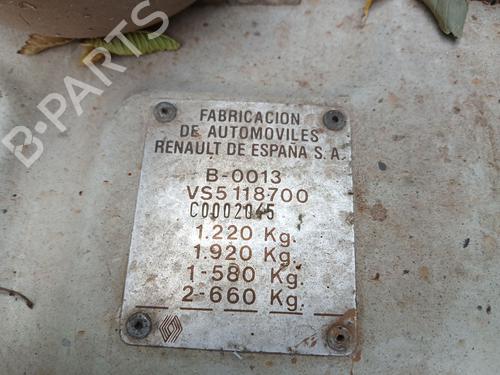 B-PARTS
FABRICACION
DE AUTOMOVILES
RENAULT DE ESPAÑA S.A.
B-0013
VS5118700
C0002045
1.220 Kg.
1.920 Kg.
1-580 Kg.
2-660 Kg.